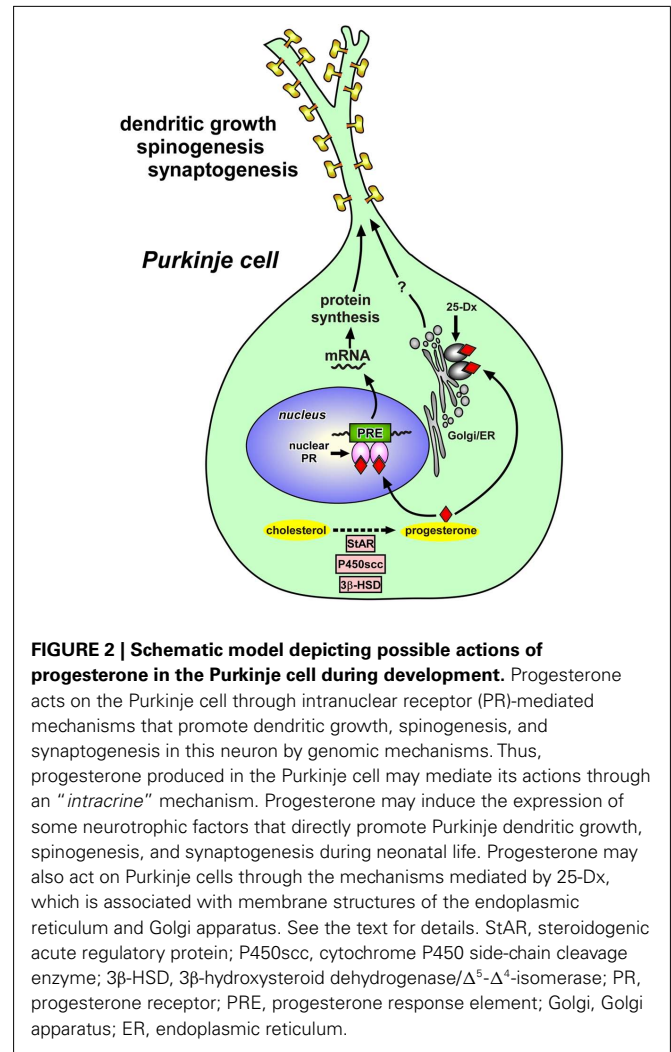 dendritic growth
spinogenesis
synaptogenesis
Purkinje cell
?
25-Dx
protein
synthesis
mRNA
nucleus
PRE
nuclear
PR
Golgi/ER
cholesterol
progesterone
StAR
P450scc
3β-HSD
FIGURE 2 | Schematic model depicting possible actions of
progesterone in the Purkinje cell during development. Progesterone
acts on the Purkinje cell through intranuclear receptor (PR)-mediated
mechanisms that promote dendritic growth, spinogenesis, and
synaptogenesis in this neuron by genomic mechanisms. Thus,
progesterone produced in the Purkinje cell may mediate its actions through
an “intracrine” mechanism. Progesterone may induce the expression of
some neurotrophic factors that directly promote Purkinje dendritic growth,
spinogenesis, and synaptogenesis during neonatal life. Progesterone may
also act on Purkinje cells through the mechanisms mediated by 25-Dx,
which is associated with membrane structures of the endoplasmic
reticulum and Golgi apparatus. See the text for details. StAR, steroidogenic
acute regulatory protein; P450scc, cytochrome P450 side-chain cleavage
enzyme; 3β-HSD, 3β-hydroxysteroid dehydrogenase/Δ⁵-Δ⁴-isomerase; PR,
progesterone receptor; PRE, progesterone response element; Golgi, Golgi
apparatus; ER, endoplasmic reticulum.